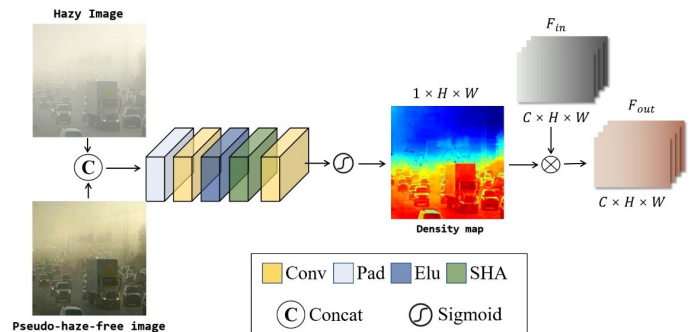 Hazy Image
C
Pseudo-haze-free image
1 × H × W
Density map
F_in
C × H × W
F_out
C × H × W
Conv Pad Elu SHA
C Concat Sigmoid